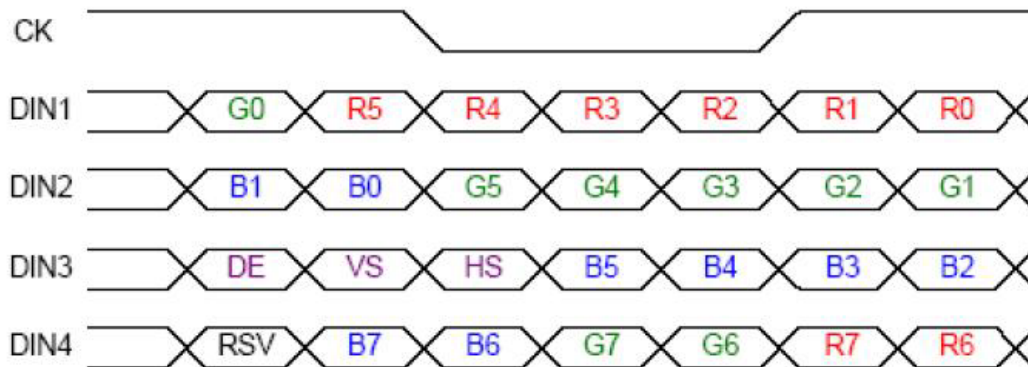 CK
DIN1 G0 R5 R4 R3 R2 R1 R0
DIN2 B1 B0 G5 G4 G3 G2 G1
DIN3 DE VS HS B5 B4 B3 B2
DIN4 RSV B7 B6 G7 G6 R7 R6